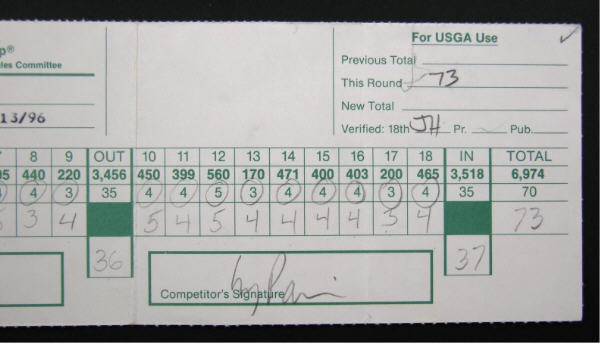 For USGA Use
p®
les Committee
Previous Total
This Round 73
13/96
New Total
Verified: 18th JH Pr. Pub.
8 9 OUT 10 11 12 13 14 15 16 17 18 IN TOTAL
95 440 220 3,456 450 399 560 170 471 400 403 200 465 3,518 6,974
4 3 35 4 4 5 3 4 4 4 3 4 35 70
3 4 5 4 5 4 4 4 4 3 4 73
36 37
Competitor's Signature